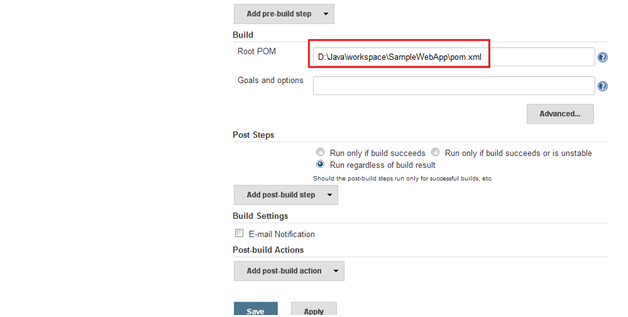 Add pre-build step
Build
Root POM
D:\Java\workspace\SampleWebApp\pom.xml
Goals and options
Advanced...
Post Steps
Run only if build succeeds Run only if build succeeds or is unstable
Run regardless of build result
Should the post-build steps run only for successful builds, etc.
Add post-build step
Build Settings
E-mail Notification
Post-build Actions
Add post-build action
Save Apply